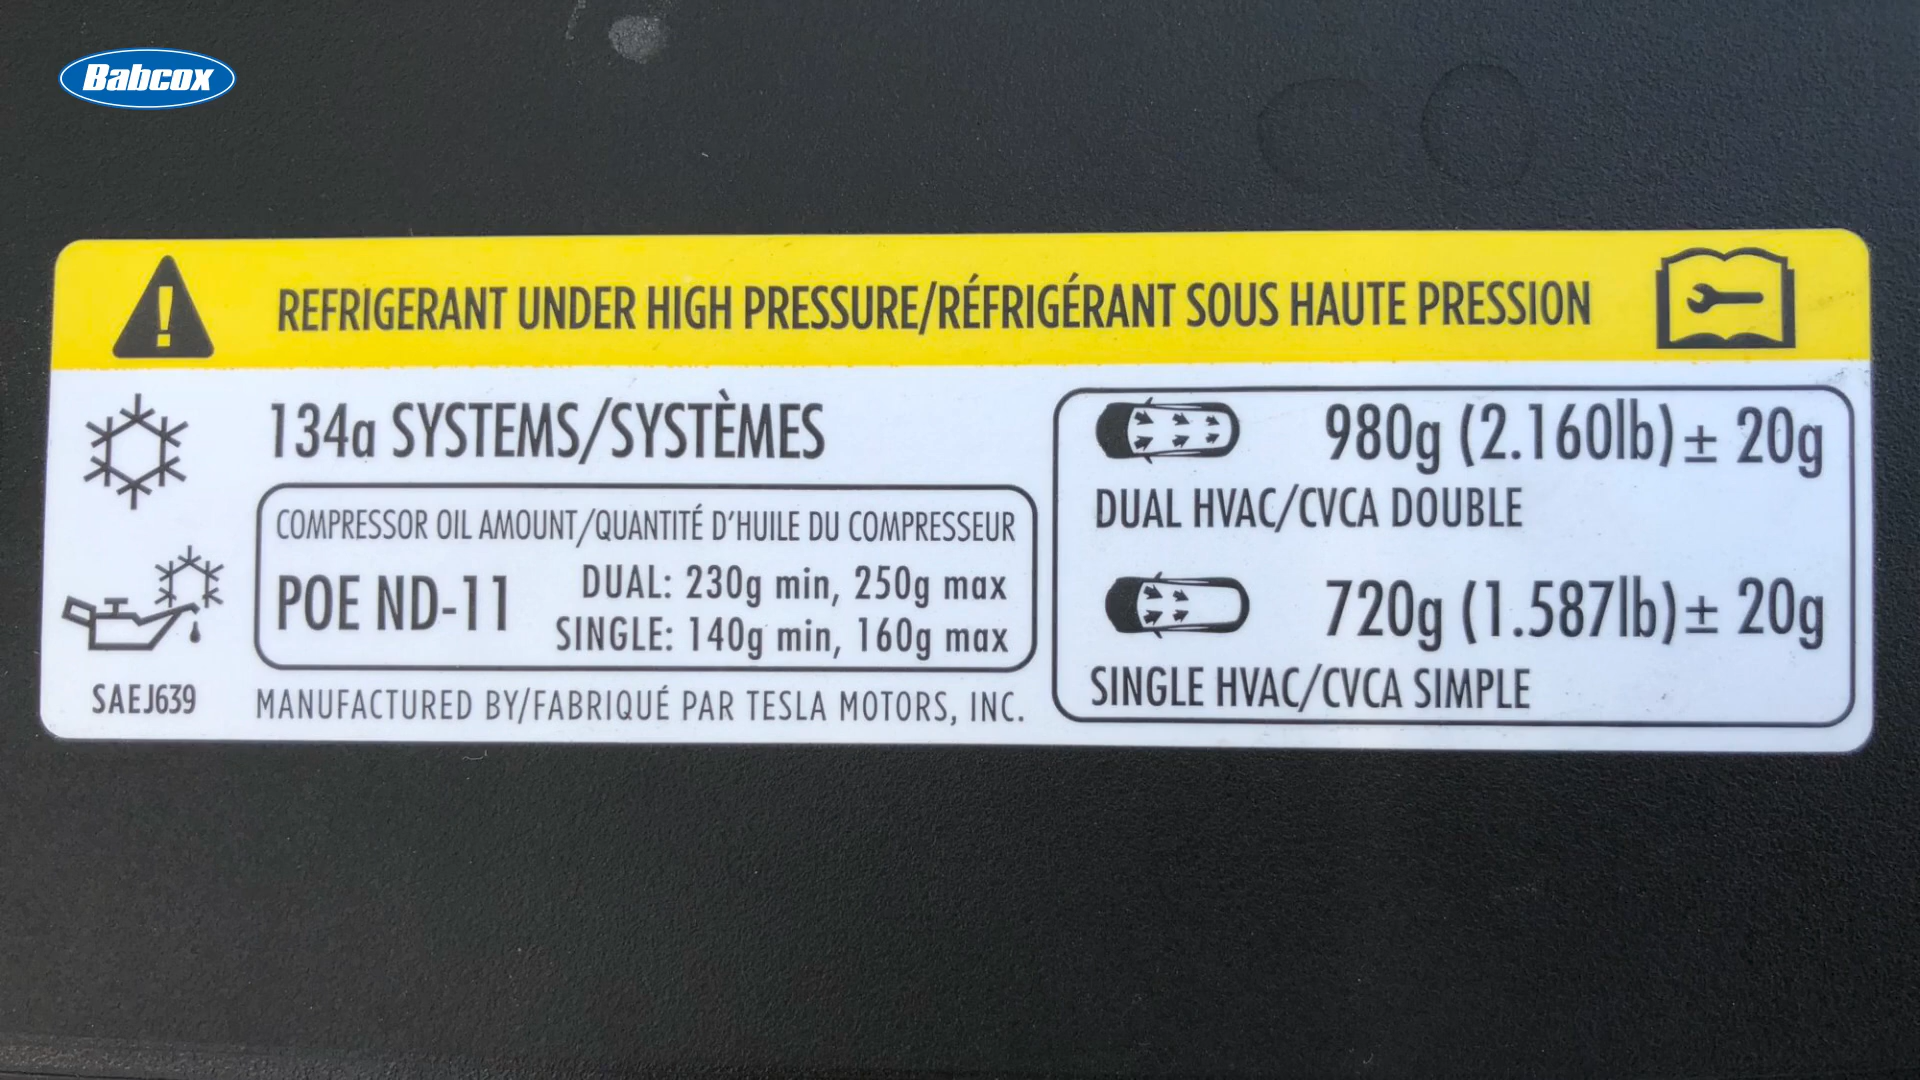 Babcox
REFRIGERANT UNDER HIGH PRESSURE/RÉFRIGÉRANT SOUS HAUTE PRESSION
134a SYSTEMS/SYSTÈMES
COMPRESSOR OIL AMOUNT/QUANTITÉ D'HUILE DU COMPRESSEUR
POE ND-11
DUAL: 230g min, 250g max
SINGLE: 140g min, 160g max
SAEJ639
MANUFACTURED BY/FABRIQUÉ PAR TESLA MOTORS, INC.
980g (2.160lb) ± 20g
DUAL HVAC/CVCA DOUBLE
720g (1.587lb) ± 20g
SINGLE HVAC/CVCA SIMPLE